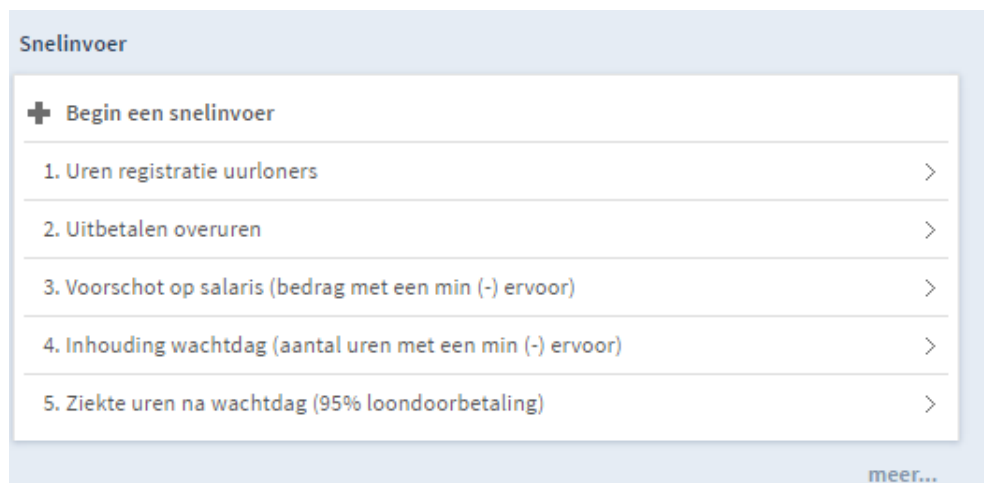 Snelinvoer
Begin een snelinvoer
1. Uren registratie uurloners
2. Uitbetalen overuren
3. Voorschot op salaris (bedrag met een min (-) ervoor)
4. Inhouding wachtdag (aantal uren met een min (-) ervoor)
5. Ziekte uren na wachtdag (95% loondoorbetaling)
meer...